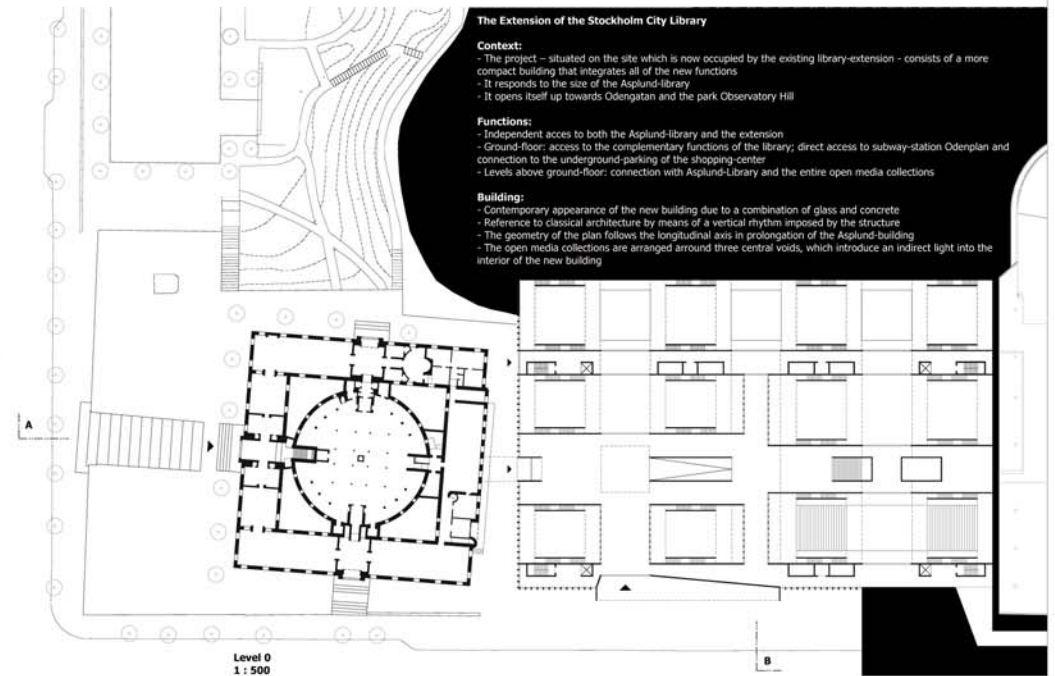 The Extension of the Stockholm City Library
Context:
- The project – situated on the site which is now occupied by the existing library-extension - consists of a more
compact building that integrates all of the new functions
- It responds to the size of the Asplund-library
- It opens itself up towards Odengatan and the park Observatory Hill
Functions:
- Independent acces to both the Asplund-library and the extension
- Ground-floor: access to the complementary functions of the library; direct access to subway-station Odenplan and
connection to the underground-parking of the shopping-center
- Levels above ground-floor: connection with Asplund-Library and the entire open media collections
Building:
- Contemporary appearance of the new building due to a combination of glass and concrete
- Reference to classical architecture by means of a vertical rhythm imposed by the structure
- The geometry of the plan follows the longitudinal axis in prolongation of the Asplund-building
- The open media collections are arranged arround three central voids, which introduce an indirect light into the
interior of the new building
A
B
Level 0
1 : 500